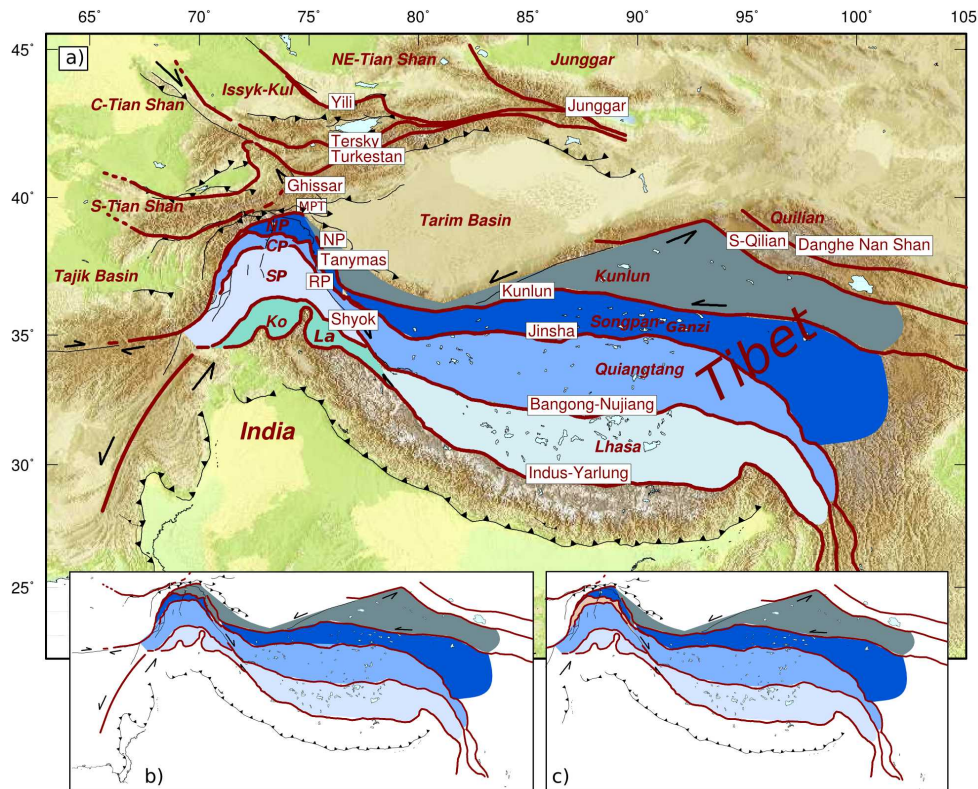 65˚ 70˚ 75˚ 80˚ 85˚ 90˚ 95˚ 100˚ 105˚
45˚
a)
NE-Tian Shan
Junggar
Issyk-Kul
C-Tian Shan
Yili
Junggar
Tersky
Turkestan
Ghissar
40˚
S-Tian Shan
MPT
Tarim Basin
Quilian
NP
CP
NP
S-Qilian
Danghe Nan Shan
Tanymas
Tajik Basin
SP
RP
Kunlun
Kunlun
Shyok
Ko
La
Songpan-Ganzi
35˚
Jinsha
Tibet
Quiangtang
Bangong-Nujiang
India
Lhasa
30˚
Indus-Yarlung
25˚
b)
c)